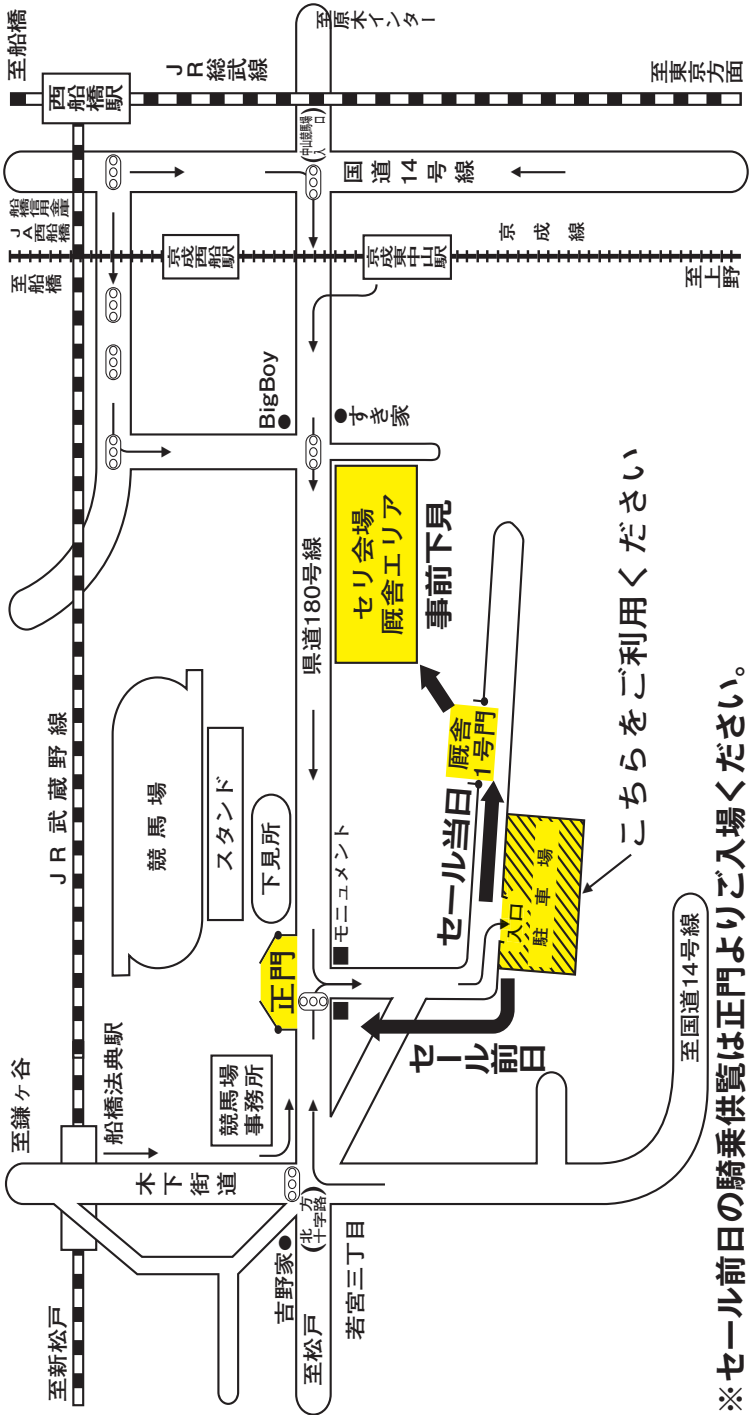 至鎌ヶ谷
至新松戸
JR武蔵野線
船橋法典駅
西船橋駅
至船橋
JR総武線
至東京方面
至原木インター
(中山競馬場入口)
国道14号線
船橋信用金庫
JA西船橋
至船橋
京成西船駅
京成東中山駅
京成線
至上野
BigBoy
すき家
競馬場
スタンド
下見所
県道180号線
セリ会場
厩舎エリア
事前下見
厩舎
1号門
モニュメント
正門
競馬場
事務所
木下街道
吉野家
(北方十字路)
至松戸
若宮三丁目
セール当日
セール
前日
入口
駐車場
こちらをご利用ください
至国道14号線
※セール前日の騎乗供覧は正門よりご入場ください。